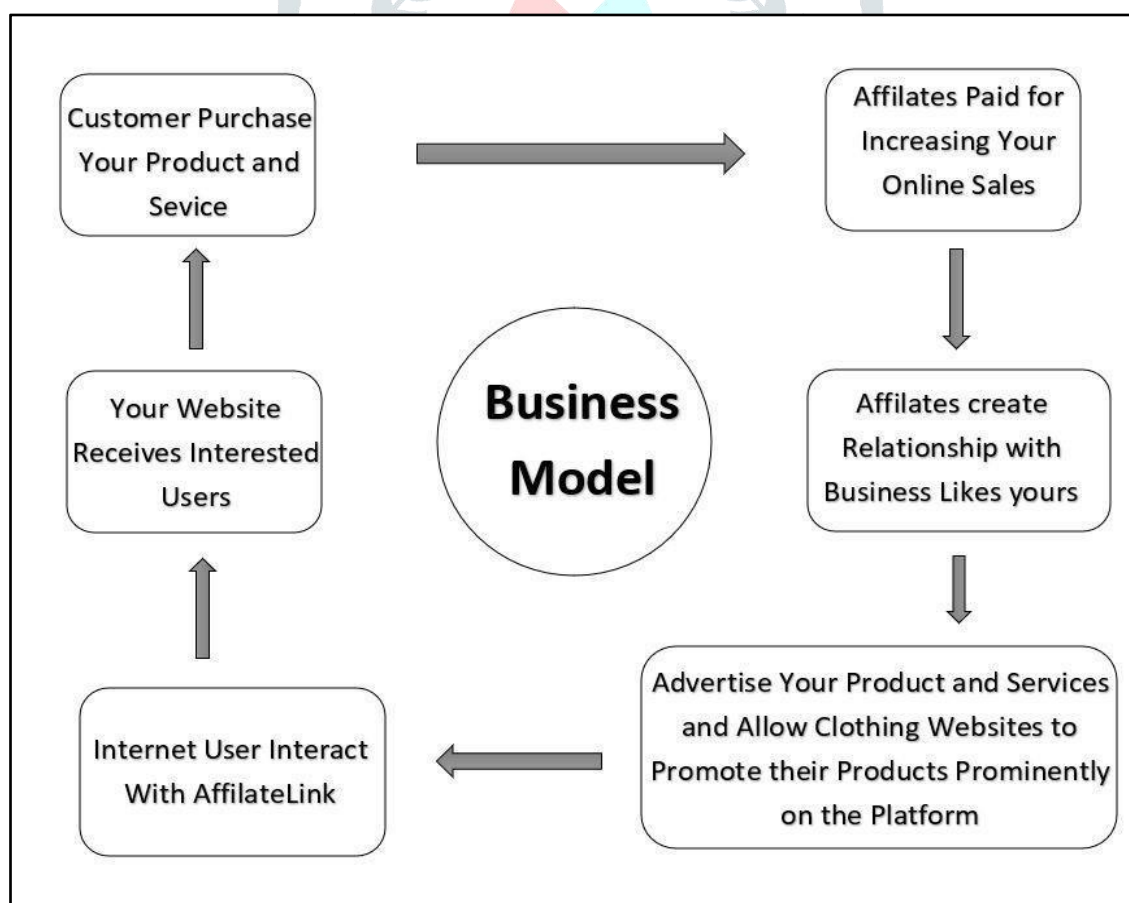 Customer Purchase
Your Product and
Sevice
Affilates Paid for
Increasing Your
Online Sales
Your Website
Receives Interested
Users
Business
Model
Affilates create
Relationship with
Business Likes yours
Internet User Interact
With AffilateLink
Advertise Your Product and Services
and Allow Clothing Websites to
Promote their Products Prominently
on the Platform